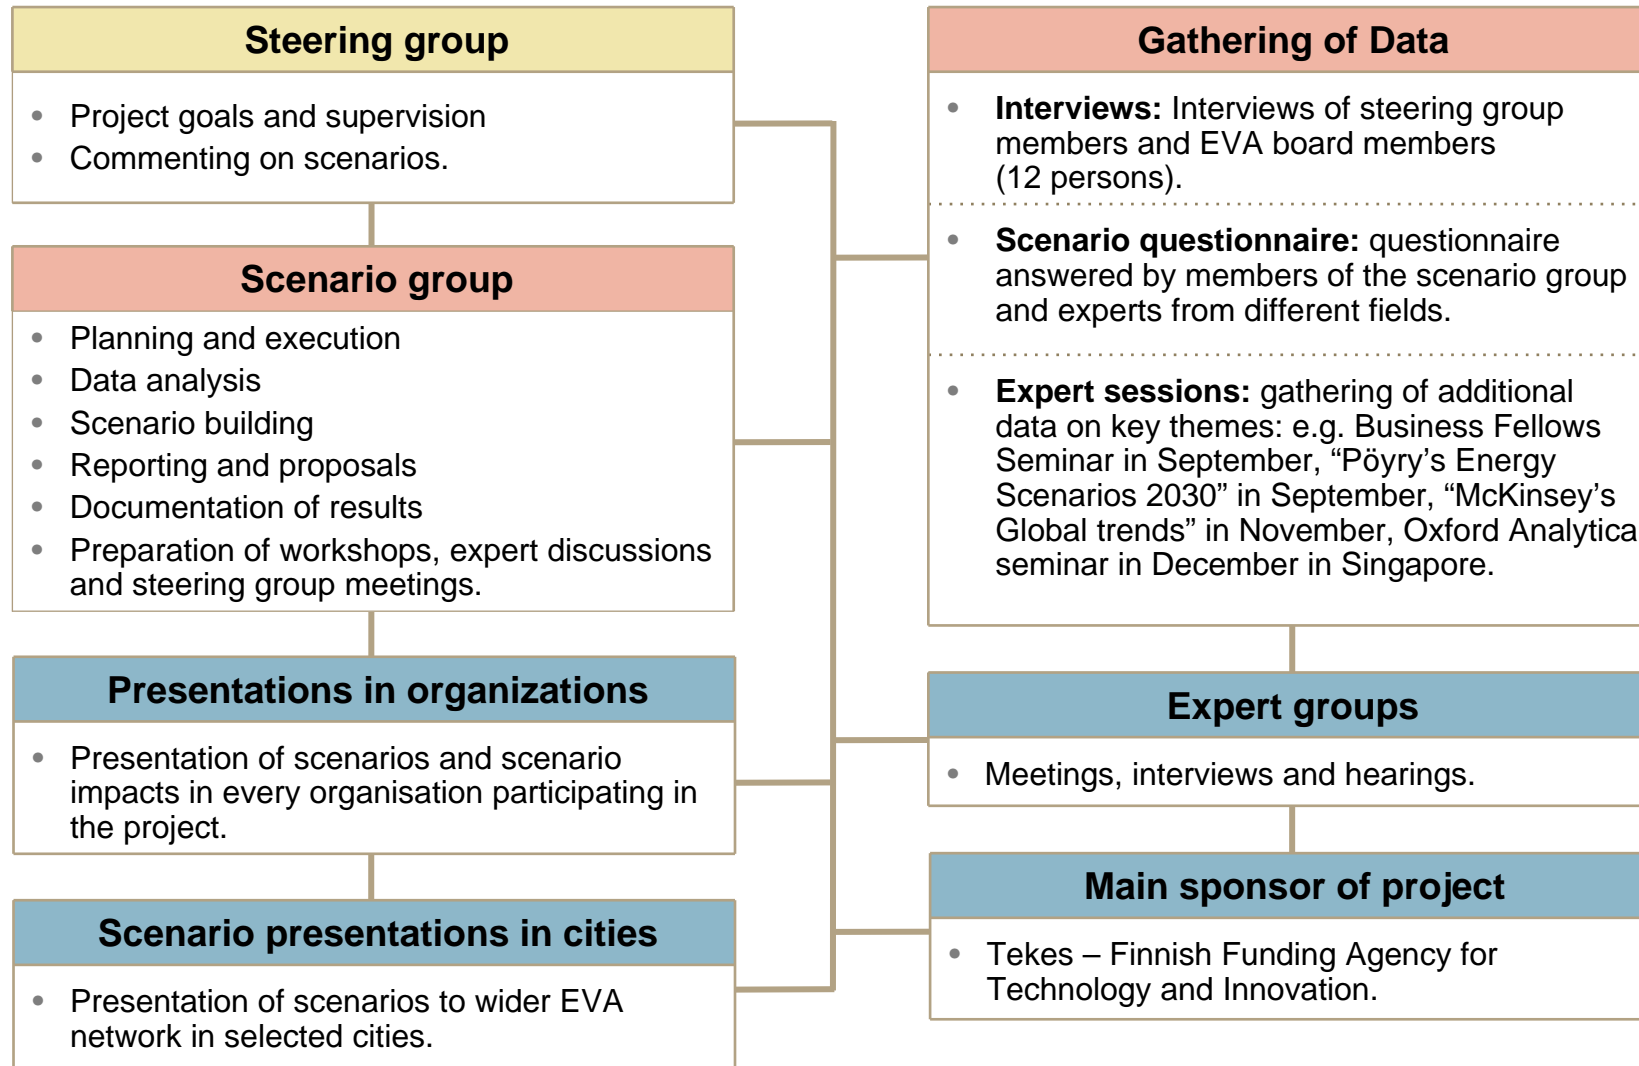 Steering group
• Project goals and supervision
• Commenting on scenarios.
Scenario group
• Planning and execution
• Data analysis
• Scenario building
• Reporting and proposals
• Documentation of results
• Preparation of workshops, expert discussions
and steering group meetings.
Presentations in organizations
• Presentation of scenarios and scenario
impacts in every organisation participating in
the project.
Scenario presentations in cities
• Presentation of scenarios to wider EVA
network in selected cities.
Gathering of Data
• Interviews: Interviews of steering group
members and EVA board members
(12 persons).
• Scenario questionnaire: questionnaire
answered by members of the scenario group
and experts from different fields.
• Expert sessions: gathering of additional
data on key themes: e.g. Business Fellows
Seminar in September, “Pöyry’s Energy
Scenarios 2030” in September, “McKinsey’s
Global trends” in November, Oxford Analytica
seminar in December in Singapore.
Expert groups
• Meetings, interviews and hearings.
Main sponsor of project
• Tekes – Finnish Funding Agency for
Technology and Innovation.